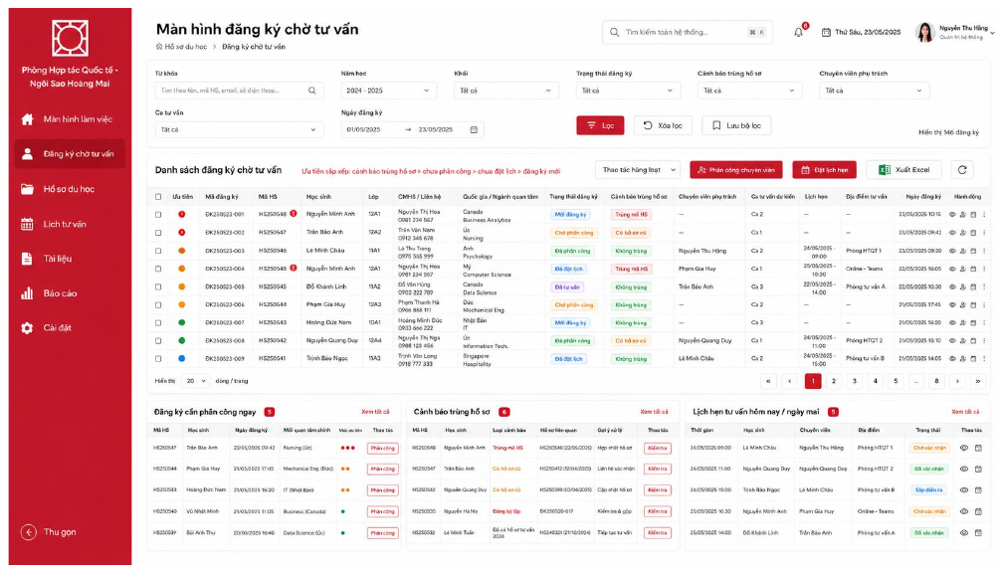 Phòng Hợp tác Quốc tế -
Ngôi Sao Hoàng Mai
Màn hình làm việc
Đăng ký chờ tư vấn
Hồ sơ du học
Lịch tư vấn
Tài liệu
Báo cáo
Cài đặt
Thu gọn
Màn hình đăng ký chờ tư vấn
Hồ sơ du học > Đăng ký chờ tư vấn
Tìm kiếm toàn hệ thống... ⌘ K
8
Thứ Sáu, 23/05/2025
Nguyễn Thu Hằng
Quản trị hệ thống
Từ khóa Năm học Khối Trạng thái đăng ký Cảnh báo trùng hồ sơ Chuyên viên phụ trách
Tìm theo tên, mã HS, email, số điện thoại... 2024 - 2025 Tất cả Tất cả Tất cả Tất cả
Ca tư vấn Ngày đăng ký
Tất cả 01/05/2025 → 23/05/2025 Lọc Xóa lọc Lưu bộ lọc
Hiển thị 146 đăng ký
Danh sách đăng ký chờ tư vấn Ưu tiên sắp xếp: cảnh báo trùng hồ sơ > chưa phân công > chưa đặt lịch > đăng ký mới Thao tác hàng loạt Phân công chuyên viên Đặt lịch hẹn Xuất Excel
Ưu tiên Mã đăng ký Mã HS Học sinh Lớp CMHS / Liên hệ Quốc gia / Ngành quan tâm Trạng thái đăng ký Cảnh báo trùng hồ sơ Chuyên viên phụ trách Ca tư vấn dự kiến Lịch hẹn Địa điểm tư vấn Ngày đăng ký Hành động
ĐK250523-001 HS250548 Nguyễn Minh Anh 12A1 Nguyễn Thị Hoa 0981 234 567 Canada Business Analytics Mới đăng ký Trùng mã HS — Ca 2 — — 23/05/2025 10:15
ĐK250523-002 HS250547 Trần Bảo Anh 12A2 Trần Văn Nam 0912 345 678 Úc Nursing Chờ phân công Có hồ sơ cũ — Ca 1 — — 23/05/2025 09:42
ĐK250523-003 HS250546 Lê Minh Châu 11A1 Lê Thu Trang 0975 555 999 Anh Psychology Đã phân công Không trùng Nguyễn Thu Hằng Ca 2 24/05/2025 - 09:00 Phòng HTQT 1 23/05/2025 09:20
ĐK250523-004 HS250548 Nguyễn Minh Anh 12A1 Nguyễn Thị Hoa 0981 234 567 Mỹ Computer Science Đã đặt lịch Trùng mã HS Phạm Gia Huy Ca 1 25/05/2025 - 10:30 Online - Teams 22/05/2025 16:05
ĐK250523-005 HS250545 Đỗ Khánh Linh 11A2 Đỗ Văn Hùng 0903 222 789 Canada Data Science Đã tư vấn Không trùng Trần Bảo Anh Ca 3 22/05/2025 - 14:00 Phòng tư vấn A 22/05/2025 10:30
ĐK250523-006 HS250544 Phạm Gia Huy 12A3 Phạm Thanh Hà 0966 888 111 Đức Mechanical Eng. Chờ phân công Không trùng — Ca 2 — — 21/05/2025 17:45
ĐK250523-007 HS250543 Hoàng Đức Nam 10A1 Hoàng Minh Đức 0933 666 222 Nhật Bản IT Mới đăng ký Không trùng — Ca 3 — — 21/05/2025 16:20
ĐK250523-008 HS250542 Nguyễn Quang Duy 12A4 Nguyễn Thị Nga 0988 123 456 Úc Information Tech. Đã phân công Có hồ sơ cũ Nguyễn Quang Duy Ca 1 24/05/2025 - 11:00 Phòng HTQT 2 21/05/2025 15:10
ĐK250523-009 HS250541 Trịnh Bảo Ngọc 11A3 Trịnh Văn Long 0918 777 333 Singapore Hospitality Đã đặt lịch Không trùng Lê Minh Châu Ca 2 24/05/2025 - 15:00 Phòng tư vấn B 21/05/2025 14:05
Hiển thị 20 dòng / trang « ‹ 1 2 3 4 5 ... 8 › »
Đăng ký cần phân công ngay 5 Xem tất cả
Mã HS Học sinh Ngày đăng ký Mối quan tâm chính Mức ưu tiên Thao tác
HS250547 Trần Bảo Anh 23/05/2025 09:42 Nursing (Úc) Phân công
HS250544 Phạm Gia Huy 21/05/2025 17:45 Mechanical Eng. (Đức) Phân công
HS250543 Hoàng Đức Nam 21/05/2025 16:20 IT (Nhật Bản) Phân công
HS250540 Vũ Nhật Minh 21/05/2025 11:05 Business (Canada) Phân công
HS250539 Bùi Anh Thư 20/05/2025 16:40 Data Science (Úc) Phân công
Cảnh báo trùng hồ sơ 6 Xem tất cả
Mã HS Học sinh Loại cảnh báo Hồ sơ liên quan Gợi ý xử lý Thao tác
HS250548 Nguyễn Minh Anh Trùng mã HS HS250548 (22/05/2025) Hợp nhất hồ sơ Kiểm tra
HS250547 Trần Bảo Anh Có hồ sơ cũ HS250412 (12/04/2025) Liên hệ xác nhận Kiểm tra
HS250542 Nguyễn Quang Duy Có hồ sơ cũ HS250398 (03/04/2025) Cập nhật hồ sơ Kiểm tra
HS250535 Nguyễn Hà My Đăng ký lặp ĐK250520-017 Kiểm tra & gộp Kiểm tra
HS250532 Lê Minh Tuấn Đã có hồ sơ tư vấn 2024 HS240321 (21/10/2024) Tiếp tục tư vấn Kiểm tra
Lịch hẹn tư vấn hôm nay / ngày mai 5 Xem tất cả
Thời gian Học sinh Chuyên viên Địa điểm Trạng thái Thao tác
24/05/2025 09:00 Lê Minh Châu Nguyễn Thu Hằng Phòng HTQT 1 Chờ xác nhận
24/05/2025 11:00 Nguyễn Quang Duy Nguyễn Quang Duy Phòng HTQT 2 Đã xác nhận
24/05/2025 15:00 Trịnh Bảo Ngọc Lê Minh Châu Phòng tư vấn B Sắp diễn ra
25/05/2025 10:30 Nguyễn Minh Anh Phạm Gia Huy Online - Teams Chờ xác nhận
25/05/2025 14:00 Đỗ Khánh Linh Trần Bảo Anh Phòng tư vấn A Đã xác nhận